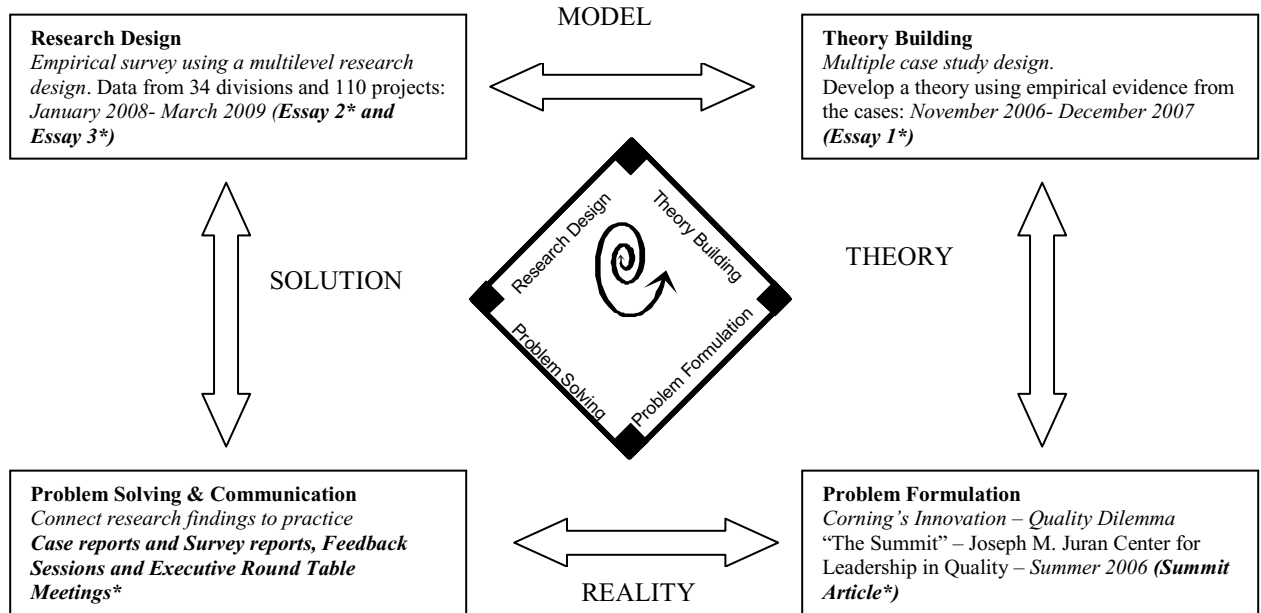 MODEL
Research Design
Empirical survey using a multilevel research
design. Data from 34 divisions and 110 projects:
January 2008- March 2009 (Essay 2* and
Essay 3*)
Theory Building
Multiple case study design.
Develop a theory using empirical evidence from
the cases: November 2006- December 2007
(Essay 1*)
SOLUTION
Research Design
Theory Building
Problem Solving
Problem Formulation
THEORY
Problem Solving & Communication
Connect research findings to practice
Case reports and Survey reports, Feedback
Sessions and Executive Round Table
Meetings*
REALITY
Problem Formulation
Corning’s Innovation – Quality Dilemma
“The Summit” – Joseph M. Juran Center for
Leadership in Quality – Summer 2006 (Summit
Article*)